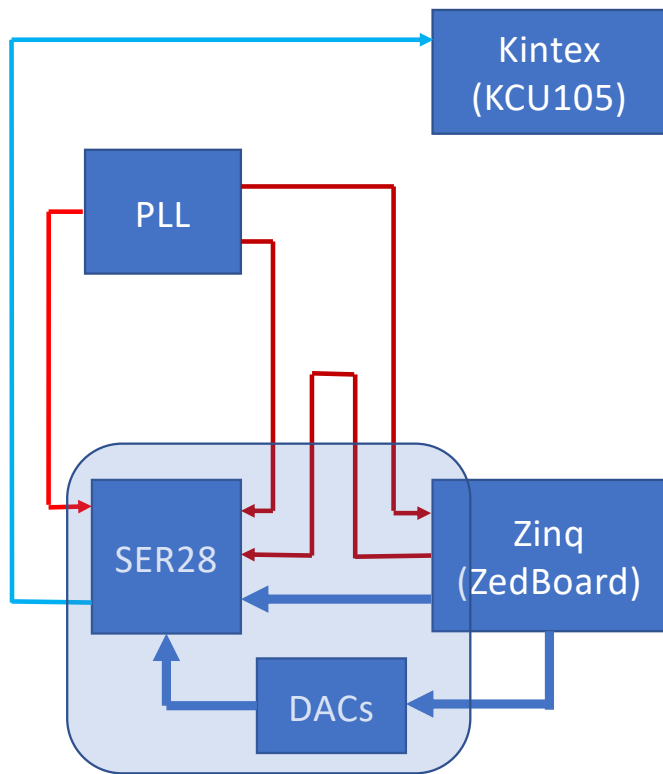 Kintex
(KCU105)
PLL
SER28
Zinq
(ZedBoard)
DACs